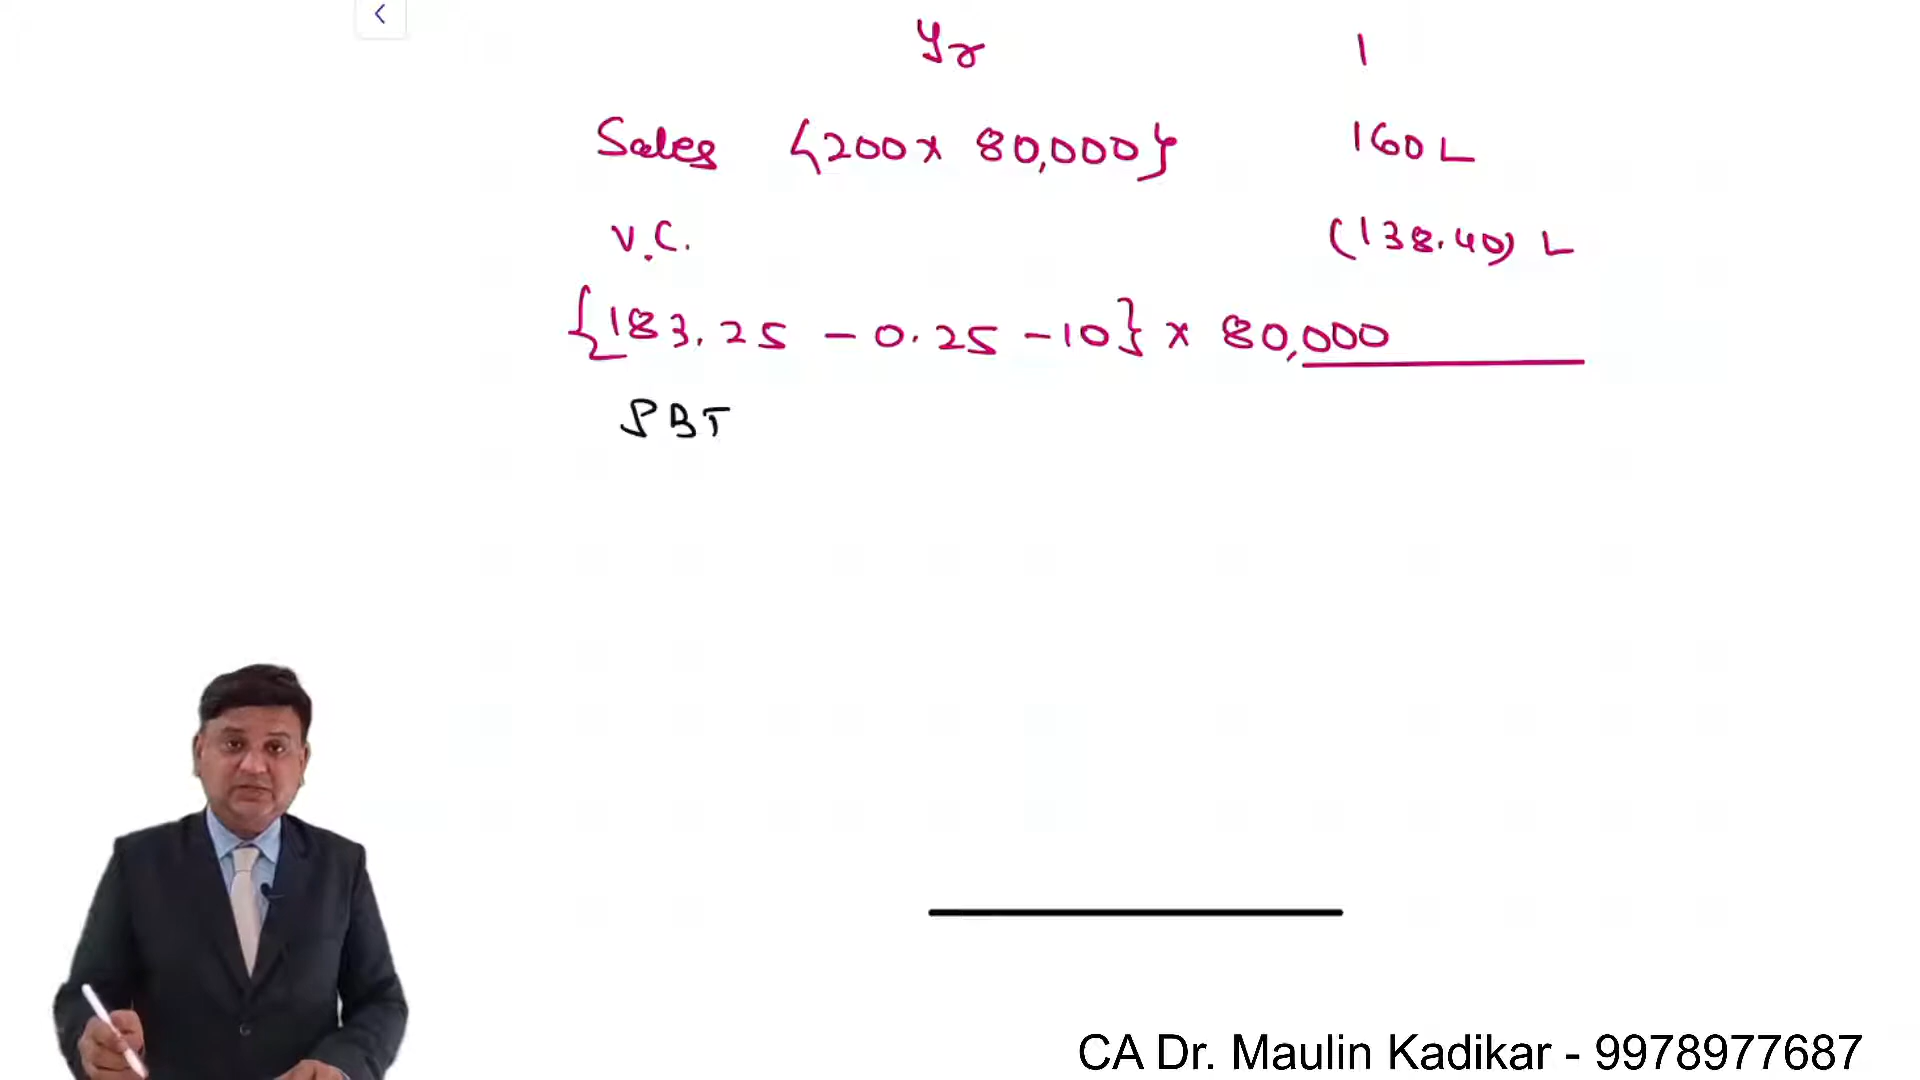 Yr 1
Sales {200 x 80,000} 160 L
V.C. (138.40) L
{183.25 - 0.25 - 10} x 80,000
PBT
CA Dr. Maulin Kadikar - 9978977687